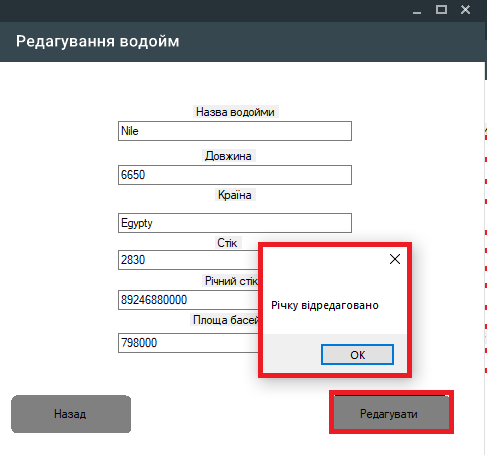 Редагування водойм
Назва водойми
Nile
Довжина
6650
Країна
Egypty
Стік
2830
Річний стік
89246880000
Площа басей
798000
Річку відредаговано
OK
Назад
Редагувати